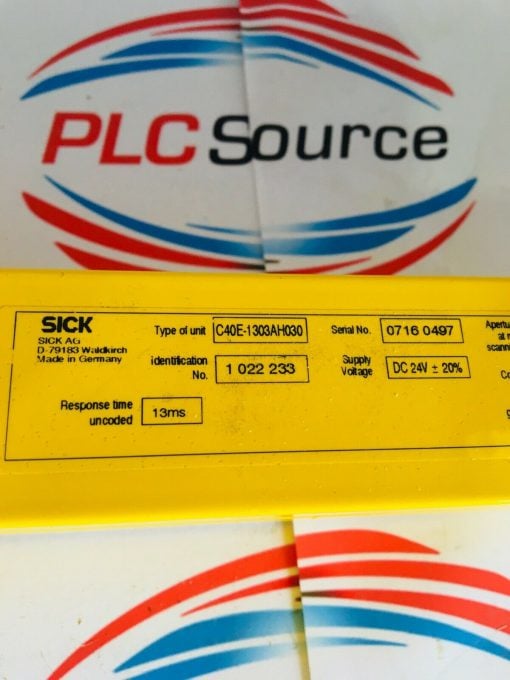 PLC Source
SICK
SICK AG
D-79183 Waldkirch
Made in Germany
Type of unit C40E-1303AH030
Serial No. 0716 0497
Identification
No. 1 022 233
Supply
Voltage DC 24V ± 20%
Response time
uncoded 13ms